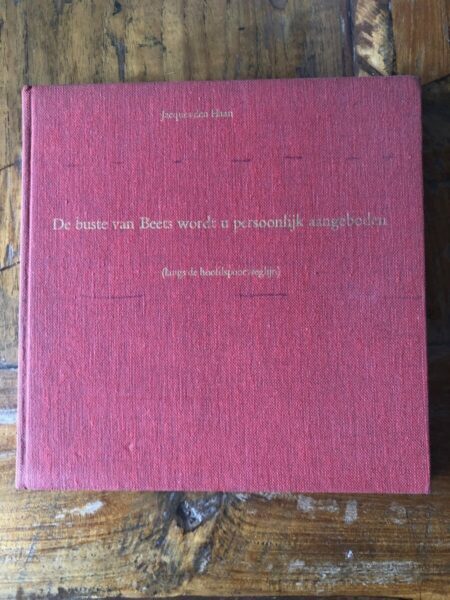 Jacques den Haan
De buste van Beets wordt u persoonlijk aangeboden
(langs de hoofdspoorweglijn)